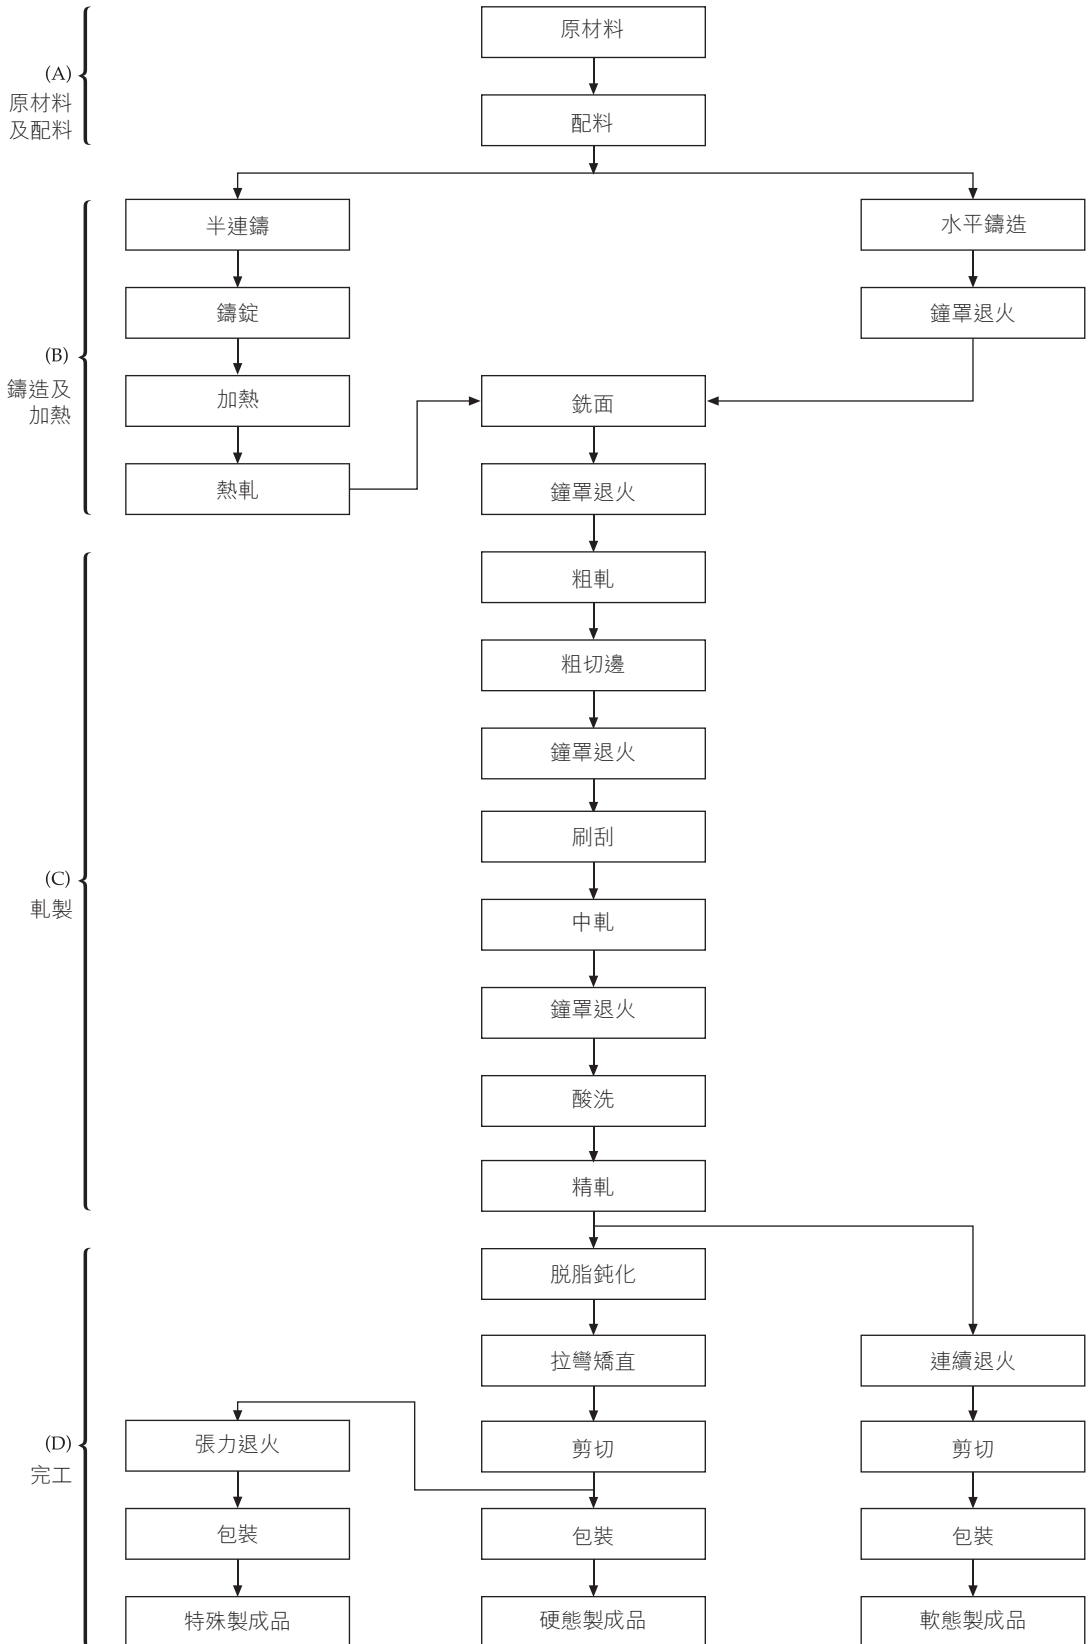 原材料
(A)
原材料
及配料
配料
半連鑄
水平鑄造
鑄錠
鐘罩退火
(B)
鑄造及
加熱
加熱
銑面
熱軋
鐘罩退火
粗軋
粗切邊
鐘罩退火
刷刮
(C)
軋製
中軋
鐘罩退火
酸洗
精軋
脱脂鈍化
拉彎矯直
連續退火
(D)
完工
張力退火
剪切
剪切
包裝
包裝
包裝
特殊製成品
硬態製成品
軟態製成品